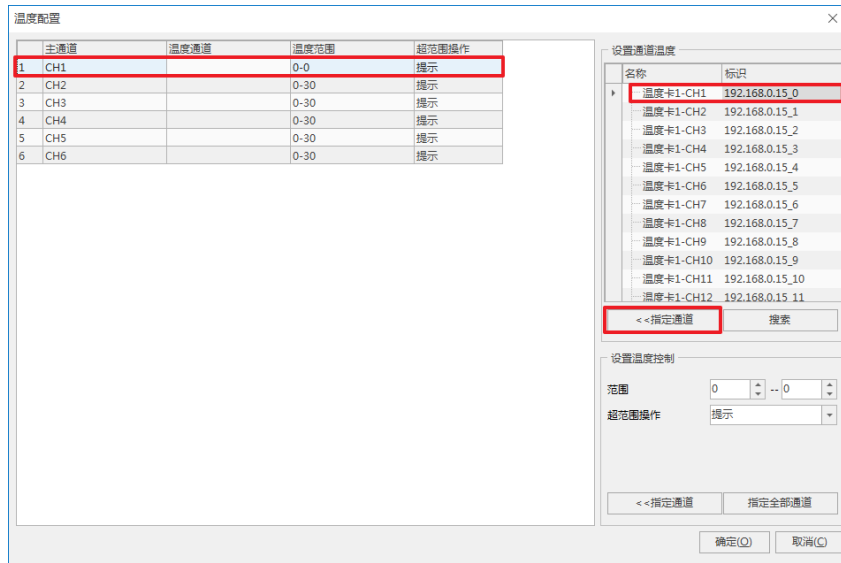 温度配置
主通道 温度通道 温度范围 超范围操作
1 CH1 0-0 提示
2 CH2 0-30 提示
3 CH3 0-30 提示
4 CH4 0-30 提示
5 CH5 0-30 提示
6 CH6 0-30 提示
设置通道温度
名称 标识
温度卡1-CH1 192.168.0.15_0
温度卡1-CH2 192.168.0.15_1
温度卡1-CH3 192.168.0.15_2
温度卡1-CH4 192.168.0.15_3
温度卡1-CH5 192.168.0.15_4
温度卡1-CH6 192.168.0.15_5
温度卡1-CH7 192.168.0.15_6
温度卡1-CH8 192.168.0.15_7
温度卡1-CH9 192.168.0.15_8
温度卡1-CH10 192.168.0.15_9
温度卡1-CH11 192.168.0.15_10
温度卡1-CH12 192.168.0.15_11
<<指定通道 搜索
设置温度控制
范围 0 -- 0
超范围操作 提示
<<指定通道 指定全部通道
确定(O) 取消(C)